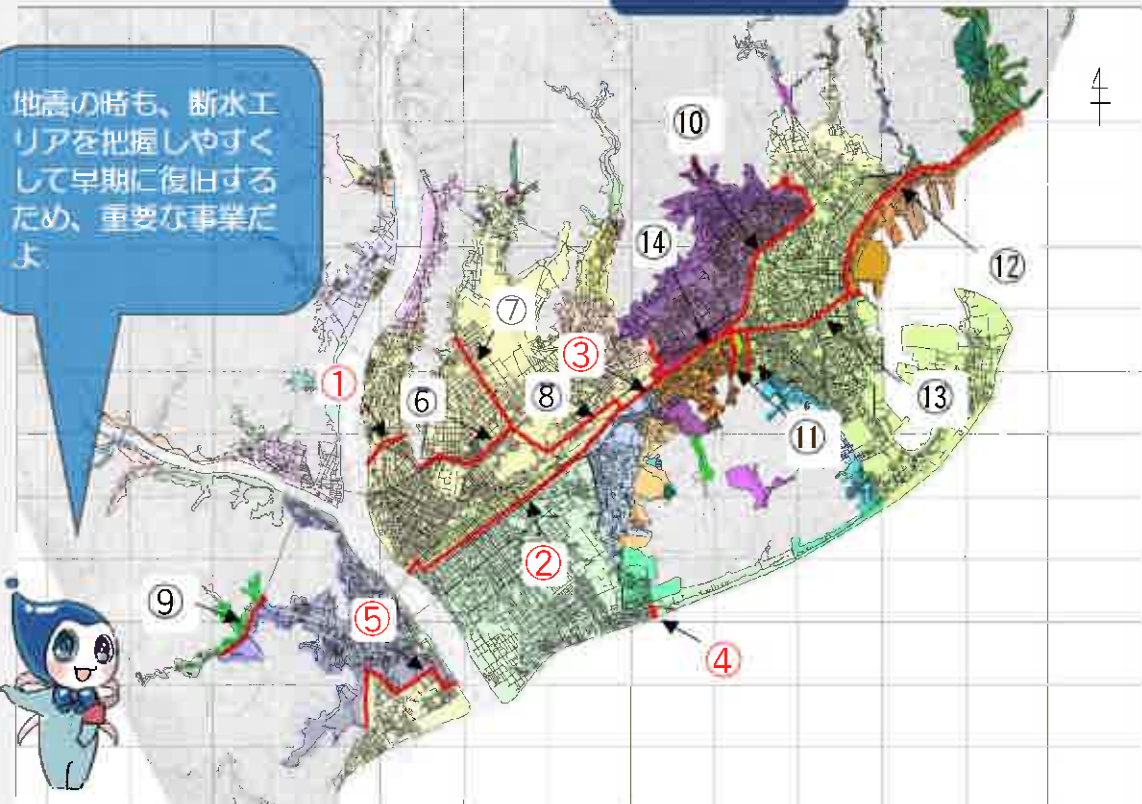 地震の時も、断水エ
リアを把握しやすく
して早期に復旧する
ため、重要な事業だ
よ
⑩
⑭
⑫
⑦
③
①
⑥
⑧
⑬
⑪
②
⑨
⑤
④